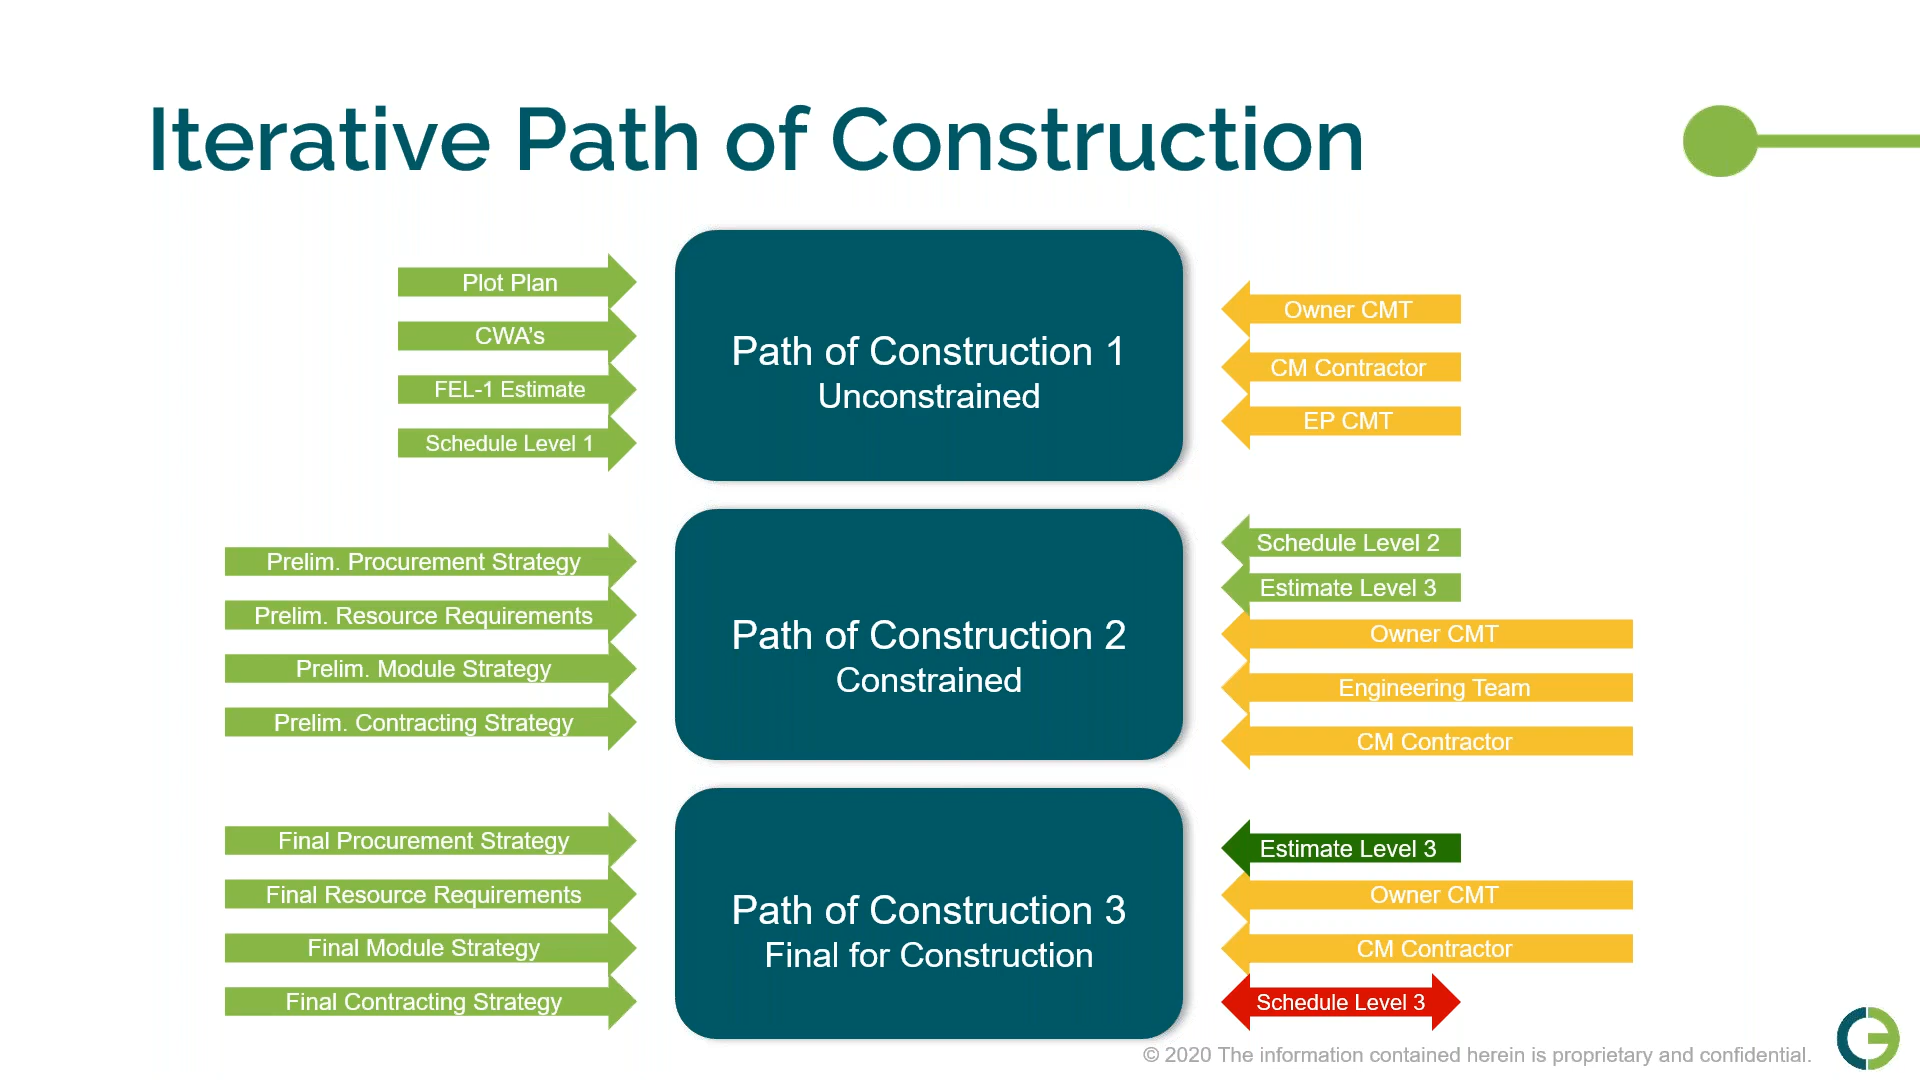 Iterative Path of Construction
Plot Plan
CWA's
FEL-1 Estimate
Schedule Level 1
Path of Construction 1
Unconstrained
Owner CMT
CM Contractor
EP CMT
Prelim. Procurement Strategy
Prelim. Resource Requirements
Prelim. Module Strategy
Prelim. Contracting Strategy
Path of Construction 2
Constrained
Schedule Level 2
Estimate Level 3
Owner CMT
Engineering Team
CM Contractor
Final Procurement Strategy
Final Resource Requirements
Final Module Strategy
Final Contracting Strategy
Path of Construction 3
Final for Construction
Estimate Level 3
Owner CMT
CM Contractor
Schedule Level 3
© 2020 The information contained herein is proprietary and confidential.